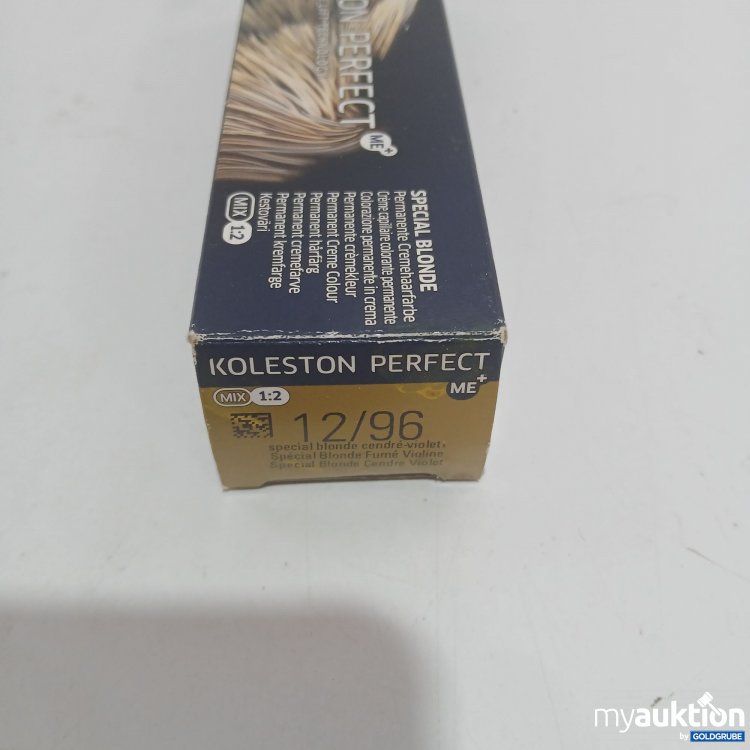 ON PERFECT
ME+
SPECIAL BLONDE
Permanente Cremehaarfarbe
Crème capillaire colorante permanente
Colorazione permanente in crema
Permanente crèmekleur
Permanent Creme Colour
Permanent hårfärg
Permanent cremefarve
Permanent kremfarge
Kestoväri
MIX 1:2
KOLESTON PERFECT
ME+
MIX 1:2
12/96
special blonde cendré-violet
Spécial Blonde Fumé Violine
Special Blonde Cendre Violet
myauktion
by GOLDGRUBE